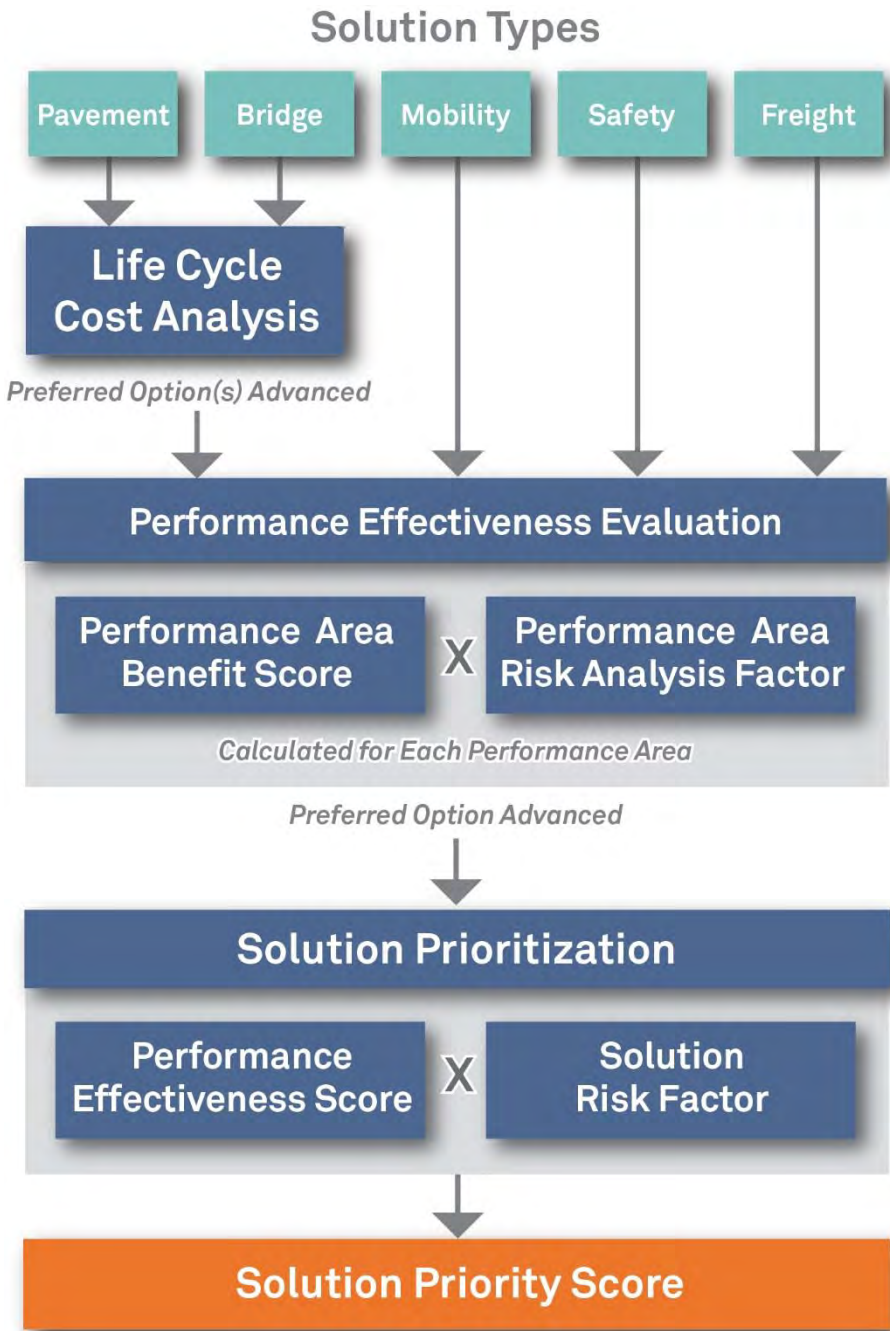 Solution Types
Pavement
Bridge
Mobility
Safety
Freight
Life Cycle
Cost Analysis
Preferred Option(s) Advanced
Performance Effectiveness Evaluation
Performance Area
Benefit Score
X
Performance Area
Risk Analysis Factor
Calculated for Each Performance Area
Preferred Option Advanced
Solution Prioritization
Performance
Effectiveness Score
X
Solution
Risk Factor
Solution Priority Score